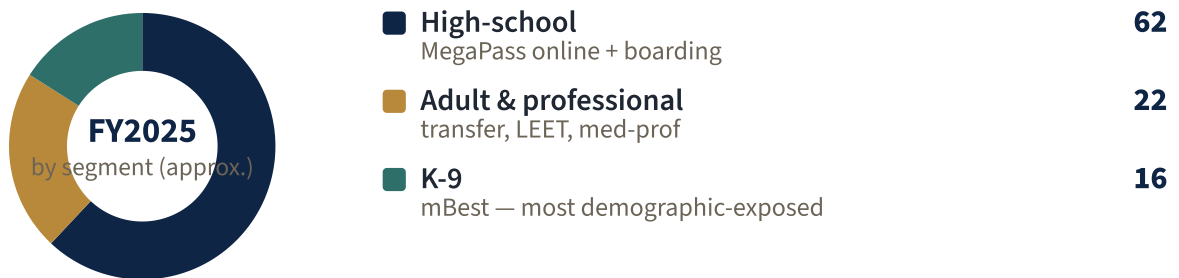 FY2025
by segment (approx.)
High-school 62
MegaPass online + boarding
Adult & professional 22
transfer, LEET, med-prof
K-9 16
mBest — most demographic-exposed